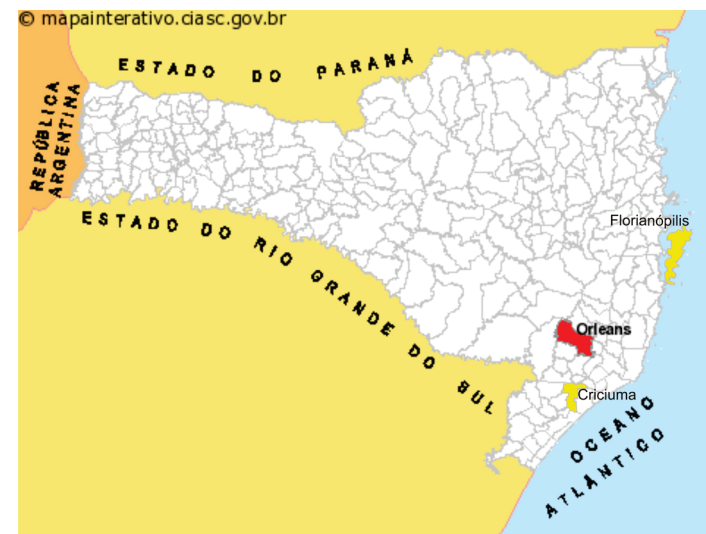 © mapainterativo.ciasc.gov.br
ESTADO DO PARANÁ
REPÚBLICA
ARGENTINA
Florianópilis
ESTADO DO RIO GRANDE DO SUL
Orleans
Criciuma
OCEANO
ATLANTICO